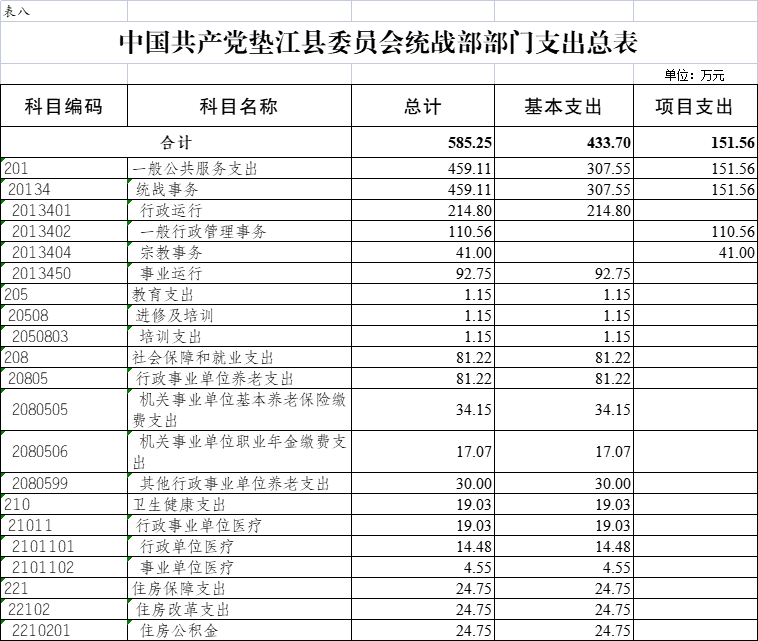 表八
中国共产党垫江县委员会统战部部门支出总表
单位：万元
科目编码 科目名称 总计 基本支出 项目支出
合计 585.25 433.70 151.56
201 一般公共服务支出 459.11 307.55 151.56
20134 统战事务 459.11 307.55 151.56
2013401 行政运行 214.80 214.80
2013402 一般行政管理事务 110.56 110.56
2013404 宗教事务 41.00 41.00
2013450 事业运行 92.75 92.75
205 教育支出 1.15 1.15
20508 进修及培训 1.15 1.15
2050803 培训支出 1.15 1.15
208 社会保障和就业支出 81.22 81.22
20805 行政事业单位养老支出 81.22 81.22
2080505 机关事业单位基本养老保险缴 34.15 34.15
费支出
2080506 机关事业单位职业年金缴费支 17.07 17.07
出
2080599 其他行政事业单位养老支出 30.00 30.00
210 卫生健康支出 19.03 19.03
21011 行政事业单位医疗 19.03 19.03
2101101 行政单位医疗 14.48 14.48
2101102 事业单位医疗 4.55 4.55
221 住房保障支出 24.75 24.75
22102 住房改革支出 24.75 24.75
2210201 住房公积金 24.75 24.75